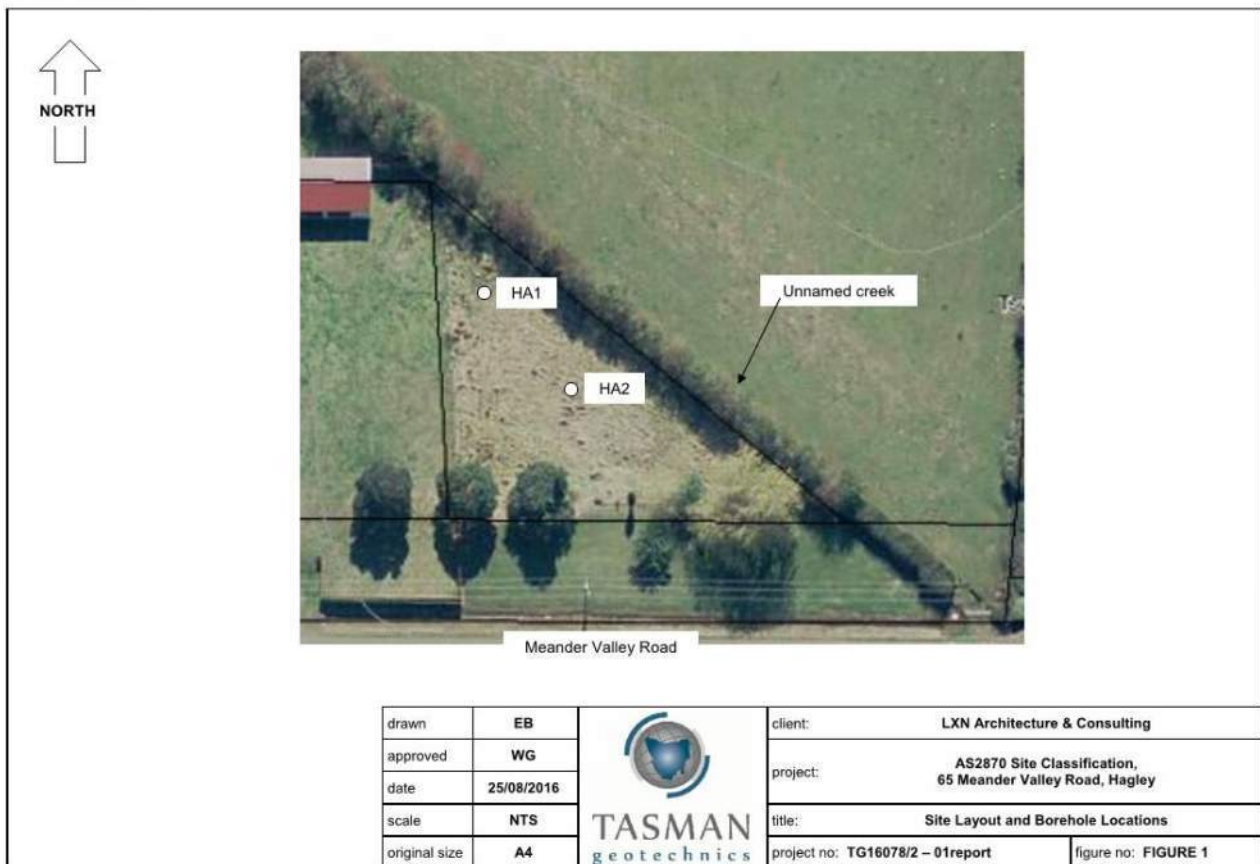 NORTH
HA1
Unnamed creek
HA2
Meander Valley Road
drawn EB
approved WG
date 25/08/2016
scale NTS
original size A4
TASMAN
geotechnics
client: LXN Architecture & Consulting
project: AS2870 Site Classification,
65 Meander Valley Road, Hagley
title: Site Layout and Borehole Locations
project no: TG16078/2 – 01report figure no: FIGURE 1